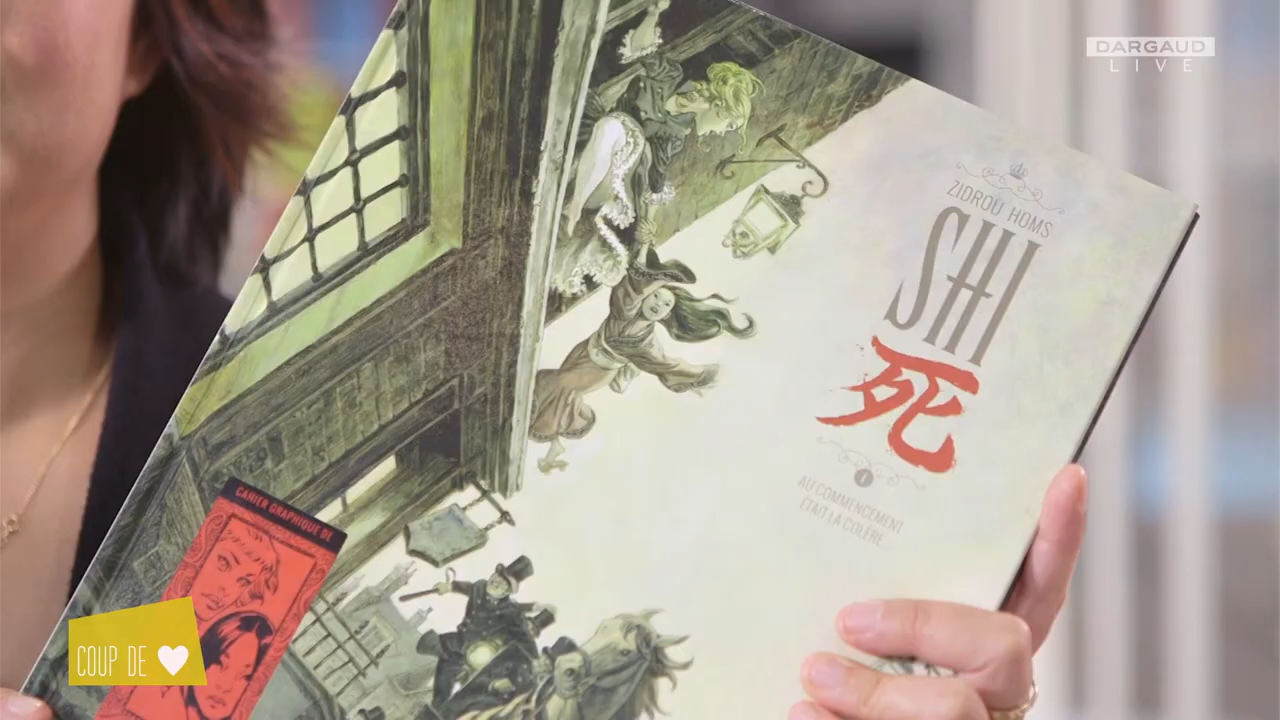 DARGAUD
LIVE
ZIDROU HOMS
SHI
死
1
AU COMMENCEMENT
ÉTAIT LA COLÈRE
CAHIER GRAPHIQUE DE
COUP DE